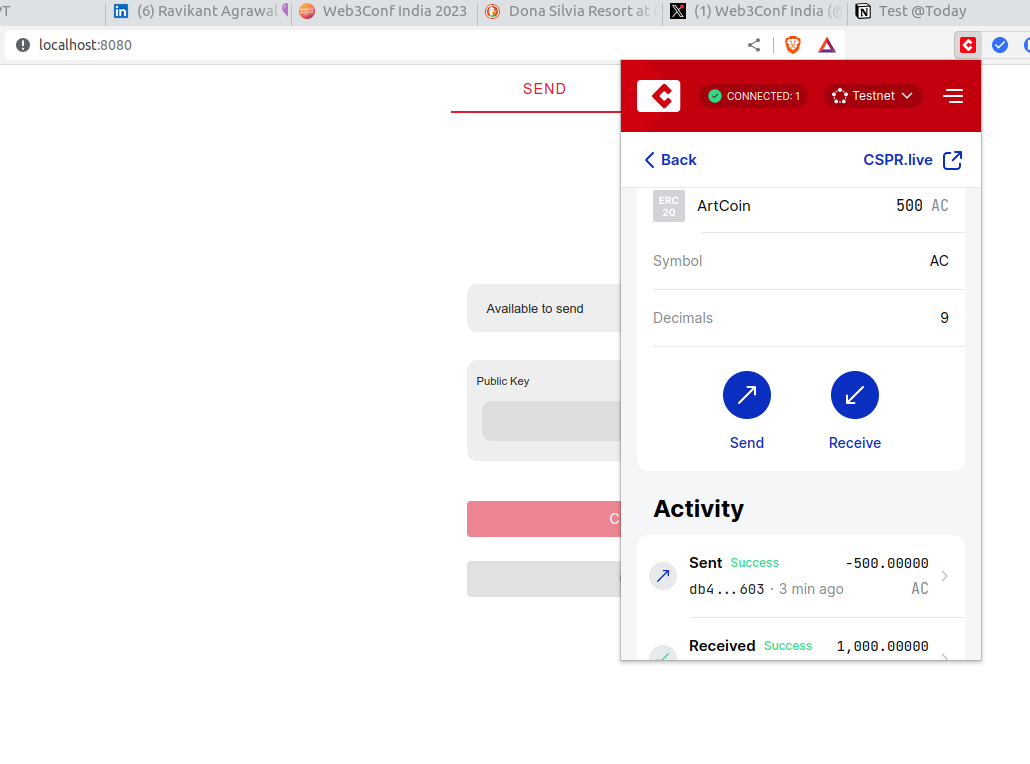 PT
(6) Ravikant Agrawal
Web3Conf India 2023
Dona Silvia Resort at
(1) Web3Conf India (@
Test @Today
localhost:8080
SEND
CONNECTED: 1
Testnet
Back
CSPR.live
ERC
20
ArtCoin
500 AC
Symbol
AC
Decimals
9
Available to send
Public Key
Send
Receive
C
Activity
Sent Success -500.00000
db4...603 · 3 min ago AC
Received Success 1,000.00000